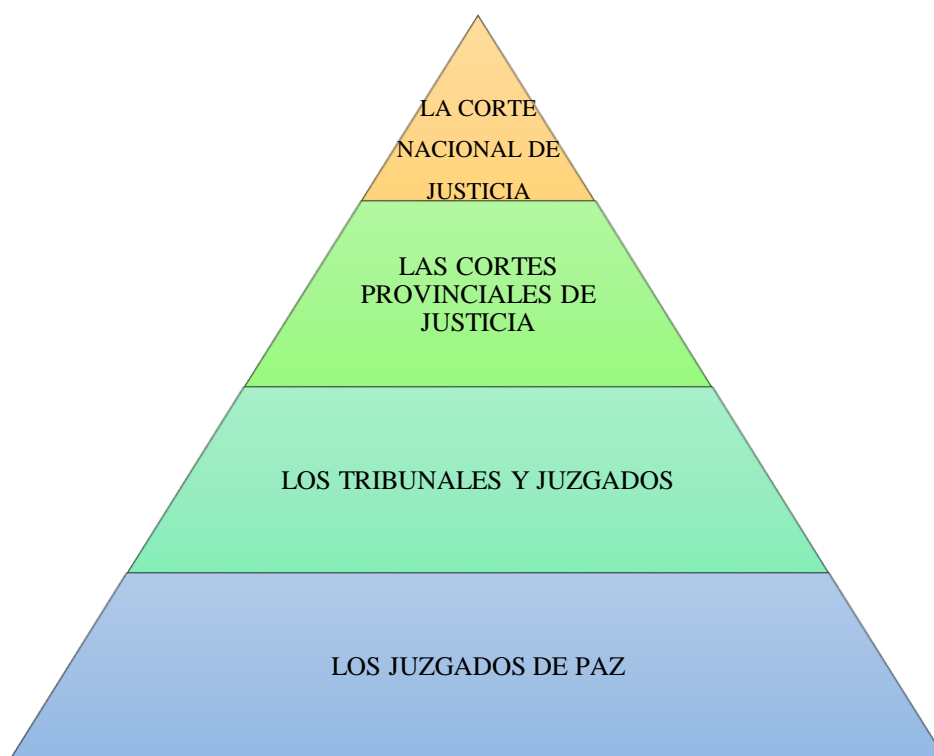 LA CORTE
NACIONAL DE
JUSTICIA
LAS CORTES
PROVINCIALES DE
JUSTICIA
LOS TRIBUNALES Y JUZGADOS
LOS JUZGADOS DE PAZ